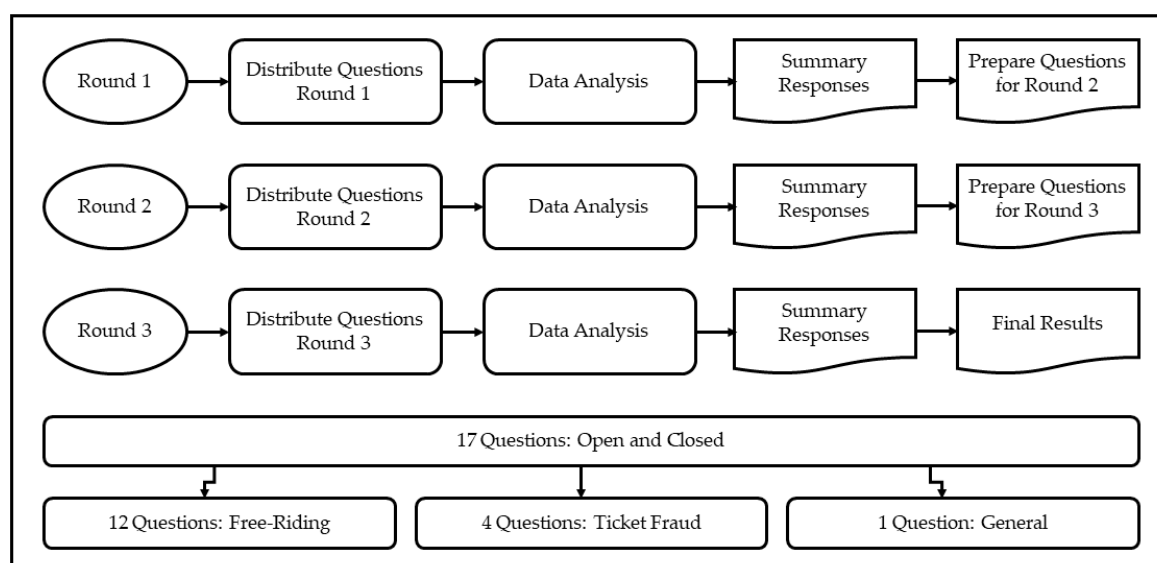 Round 1
Distribute Questions
Round 1
Data Analysis
Summary
Responses
Prepare Questions
for Round 2
Round 2
Distribute Questions
Round 2
Data Analysis
Summary
Responses
Prepare Questions
for Round 3
Round 3
Distribute Questions
Round 3
Data Analysis
Summary
Responses
Final Results
17 Questions: Open and Closed
12 Questions: Free-Riding
4 Questions: Ticket Fraud
1 Question: General